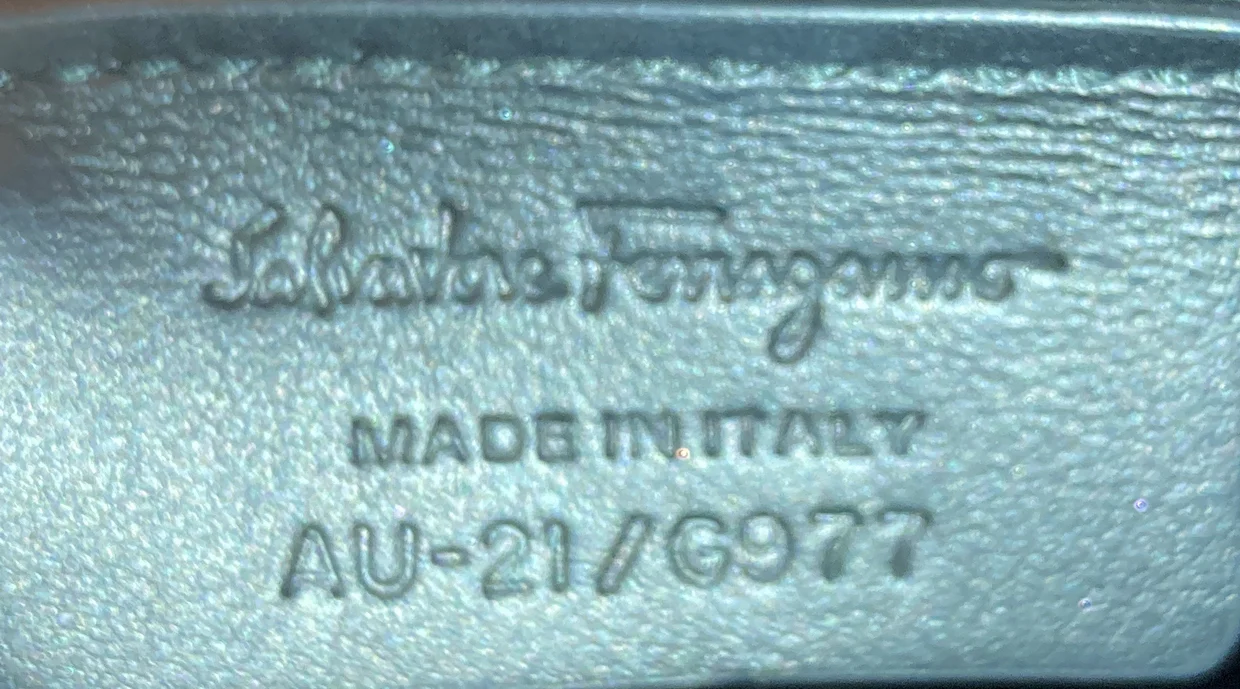 Salvatore Ferragamo
MADE IN ITALY
AU-21/G977